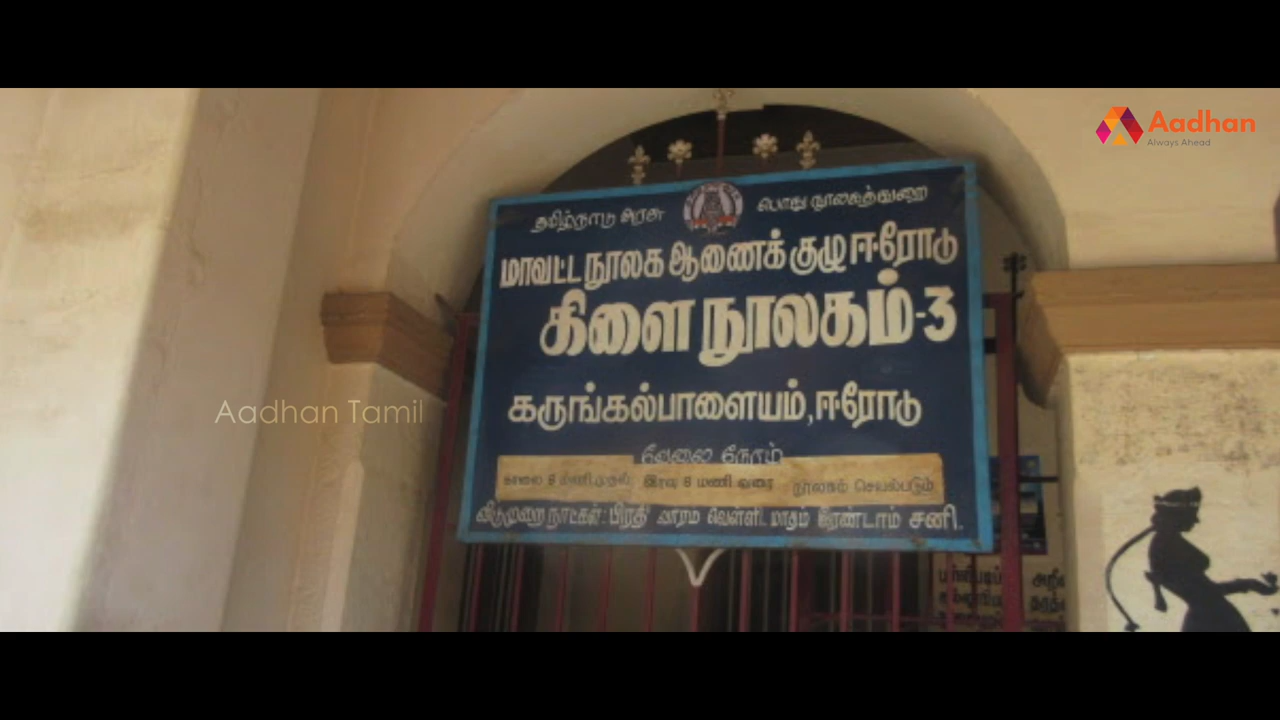 Aadhan
Always Ahead
தமிழ்நாடு அரசு பொது நூலகத்துறை
மாவட்ட நூலக ஆணைக் குழு ஈரோடு
கிளை நூலகம்-3
கருங்கல்பாளையம், ஈரோடு
Aadhan Tamil
வேலை நேரம்
காலை 8 மணி முதல் இரவு 8 மணி வரை நூலகம் செயல்படும்
விடுமுறை நாட்கள்: பிரதி வாரம் வெள்ளி, மாதம் இரண்டாம் சனி.